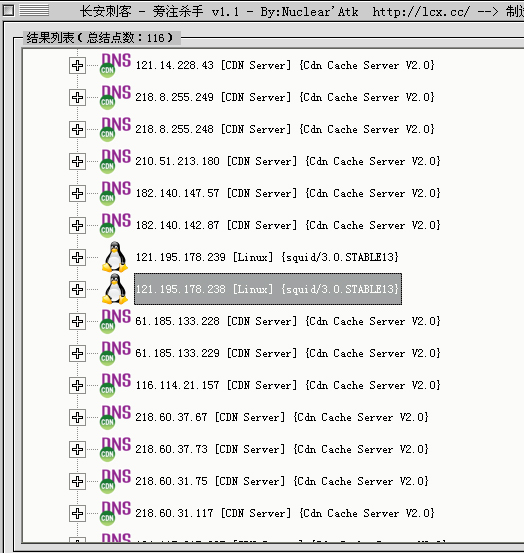 长安刺客 - 旁注杀手 v1.1 - By:Nuclear'Atk http://lcx.cc/ --> 制
结果列表(总结点数:116)
DNS CDN 121.14.228.43 [CDN Server] {Cdn Cache Server V2.0}
DNS CDN 218.8.255.249 [CDN Server] {Cdn Cache Server V2.0}
DNS CDN 218.8.255.248 [CDN Server] {Cdn Cache Server V2.0}
DNS CDN 210.51.213.180 [CDN Server] {Cdn Cache Server V2.0}
DNS CDN 182.140.147.57 [CDN Server] {Cdn Cache Server V2.0}
DNS CDN 182.140.142.87 [CDN Server] {Cdn Cache Server V2.0}
121.195.178.239 [Linux] {squid/3.0.STABLE13}
121.195.178.238 [Linux] {squid/3.0.STABLE13}
DNS CDN 61.185.133.228 [CDN Server] {Cdn Cache Server V2.0}
DNS CDN 61.185.133.229 [CDN Server] {Cdn Cache Server V2.0}
DNS CDN 116.114.21.157 [CDN Server] {Cdn Cache Server V2.0}
DNS CDN 218.60.37.67 [CDN Server] {Cdn Cache Server V2.0}
DNS CDN 218.60.37.73 [CDN Server] {Cdn Cache Server V2.0}
DNS CDN 218.60.31.75 [CDN Server] {Cdn Cache Server V2.0}
DNS CDN 218.60.31.117 [CDN Server] {Cdn Cache Server V2.0}